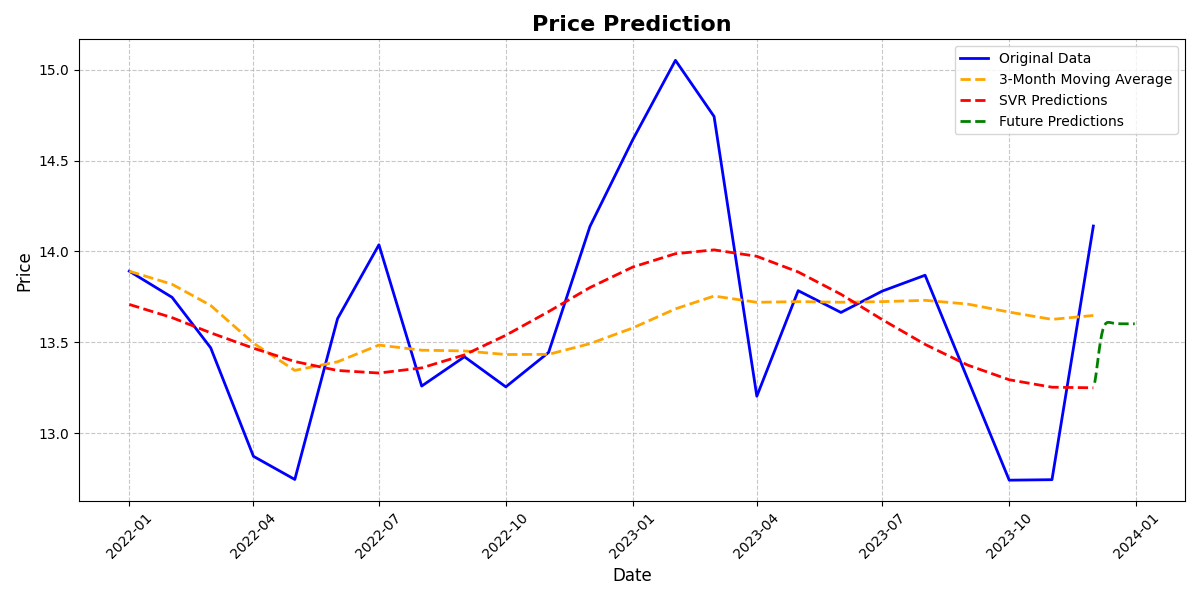 Price Prediction
Original Data
3-Month Moving Average
SVR Predictions
Future Predictions
Price
15.0
14.5
14.0
13.5
13.0
2022-01
2022-04
2022-07
2022-10
2023-01
2023-04
2023-07
2023-10
2024-01
Date